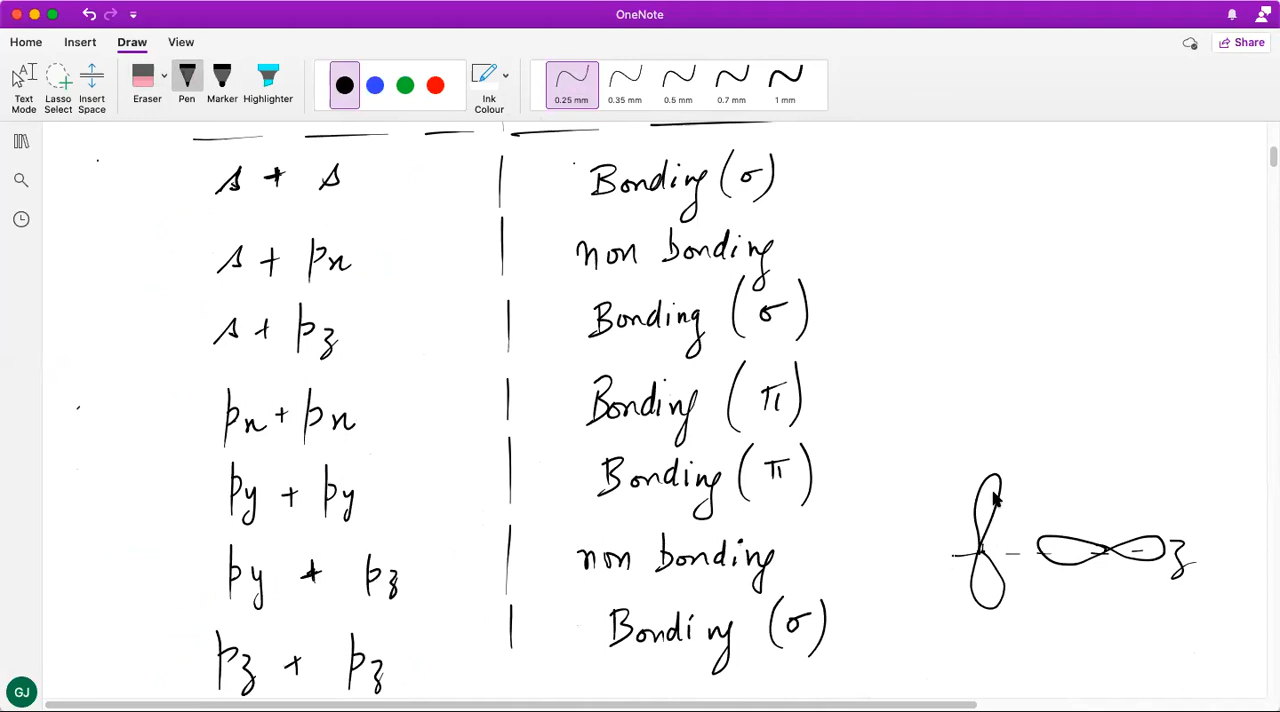 OneNote
Home Insert Draw View
Share
Text Mode
Lasso Select
Insert Space
Eraser
Pen
Marker
Highlighter
Ink Colour
0.25 mm
0.35 mm
0.5 mm
0.7 mm
1 mm
s + s | Bonding (σ)
s + px | non bonding
s + pz | Bonding (σ)
px + px | Bonding (π)
py + py | Bonding (π)
py + pz | non bonding
pz + pz | Bonding (σ)
z
GJ